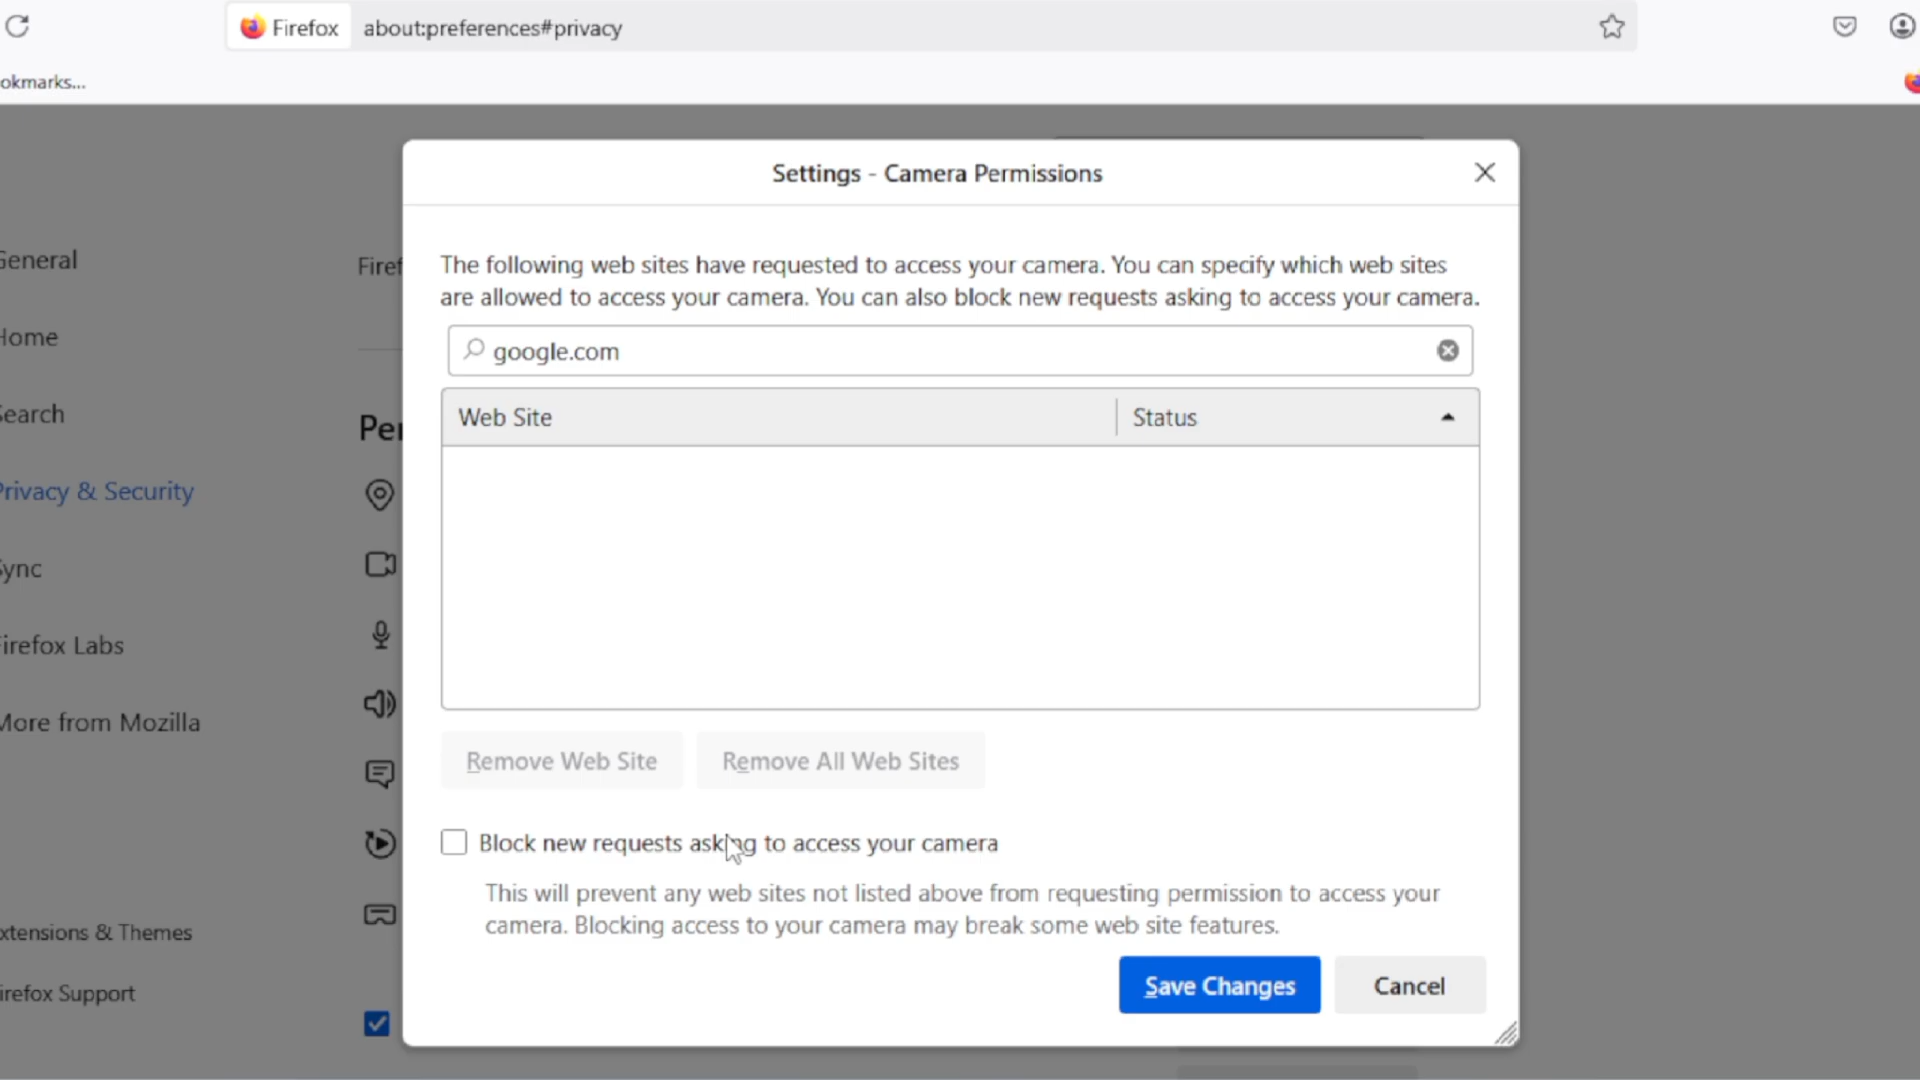 Firefox about:preferences#privacy
okmarks...
Settings - Camera Permissions
General
Firef
The following web sites have requested to access your camera. You can specify which web sites
are allowed to access your camera. You can also block new requests asking to access your camera.
Home
google.com
Search
Per
Web Site Status
Privacy & Security
Sync
Firefox Labs
More from Mozilla
Remove Web Site Remove All Web Sites
Block new requests asking to access your camera
This will prevent any web sites not listed above from requesting permission to access your
camera. Blocking access to your camera may break some web site features.
xtensions & Themes
irefox Support
Save Changes Cancel